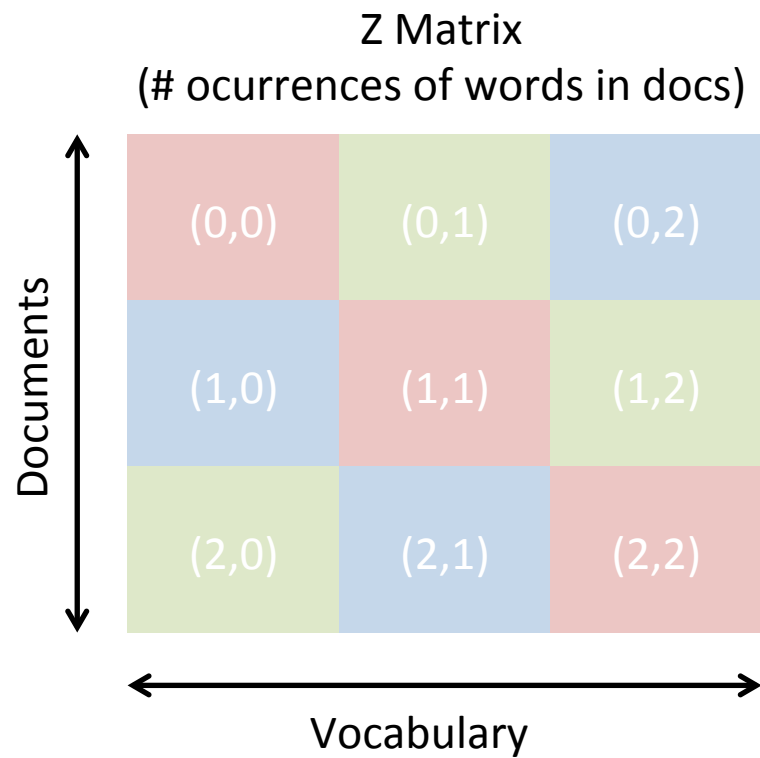 Z Matrix
(# ocurrences of words in docs)
Documents
(0,0) (0,1) (0,2)
(1,0) (1,1) (1,2)
(2,0) (2,1) (2,2)
Vocabulary